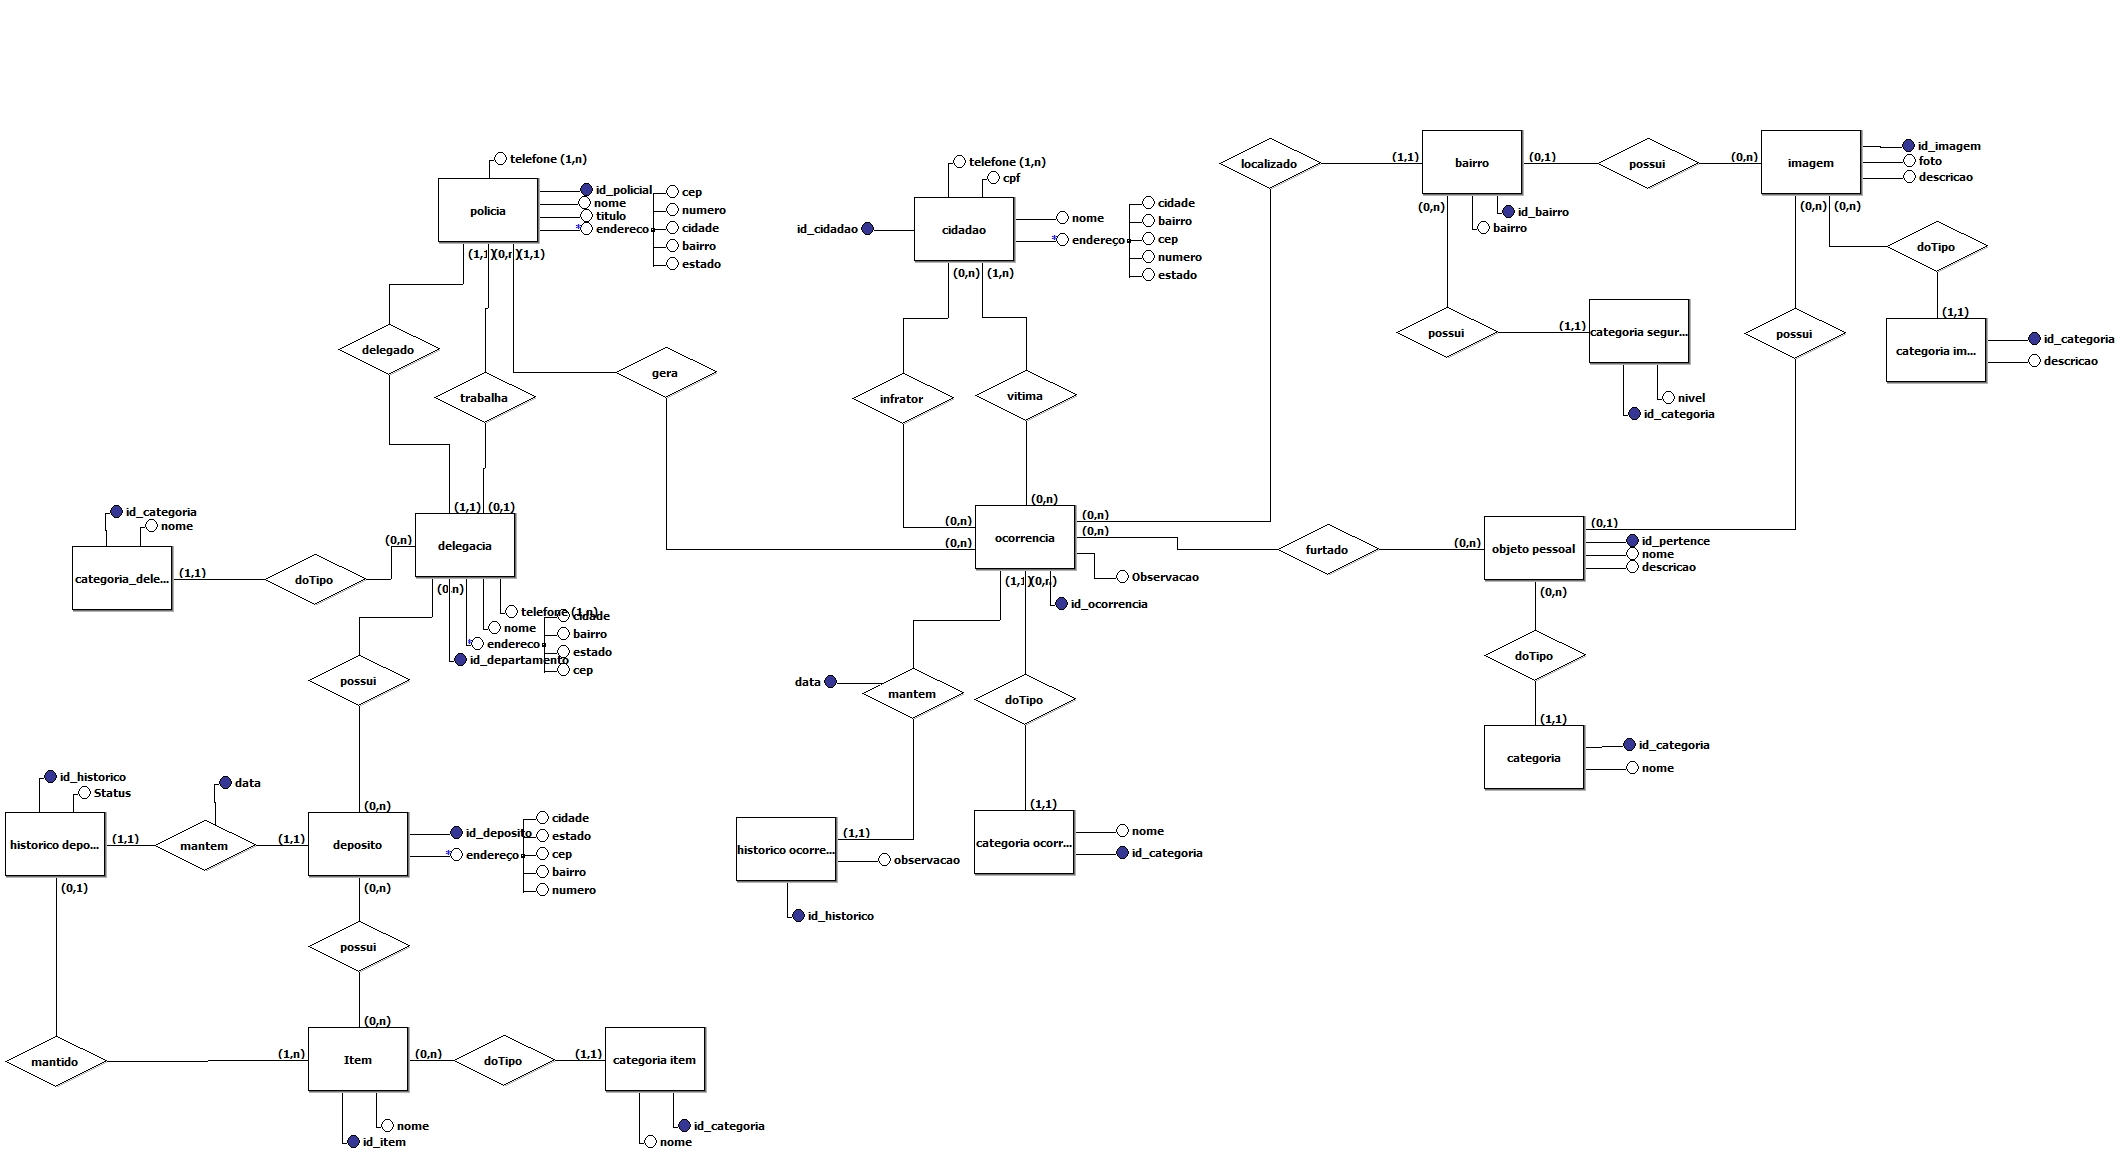 telefone (1,n)
policia
id_policial
nome
titulo
endereco
cep
numero
cidade
bairro
estado
(1,1)
(0,n)
(1,1)
delegado
trabalha
gera
telefone (1,n)
cpf
id_cidadao
cidadao
nome
endereço
cidade
bairro
cep
numero
estado
(0,n)
(1,n)
infrator
vitima
localizado
(1,1)
bairro
(0,1)
possui
(0,n)
imagem
id_imagem
foto
descricao
(0,n)
id_bairro
bairro
(0,n)
(0,n)
doTipo
possui
(1,1)
categoria segur...
nivel
id_categoria
possui
(1,1)
categoria im...
id_categoria
descricao
id_categoria
nome
categoria_dele...
(1,1)
doTipo
(0,n)
(1,1)
(0,1)
delegacia
(0,n)
telefone (1,n)
nome
endereco
id_departamento
cidade
bairro
estado
cep
possui
(0,n)
(0,n)
(0,n)
ocorrencia
(0,n)
(0,n)
Observacao
id_ocorrencia
(1,1)
(0,n)
furtado
(0,n)
objeto pessoal
(0,1)
id_pertence
nome
descricao
(0,n)
doTipo
(1,1)
categoria
id_categoria
nome
data
mantem
doTipo
(1,1)
historico ocorre...
observacao
id_historico
(1,1)
categoria ocorr...
nome
id_categoria
id_historico
Status
data
historico depo...
(1,1)
mantem
(1,1)
(0,n)
deposito
id_deposito
endereço
cidade
estado
cep
bairro
numero
(0,1)
(0,n)
possui
(0,n)
mantido
(1,n)
Item
(0,n)
doTipo
(1,1)
categoria item
nome
id_item
id_categoria
nome